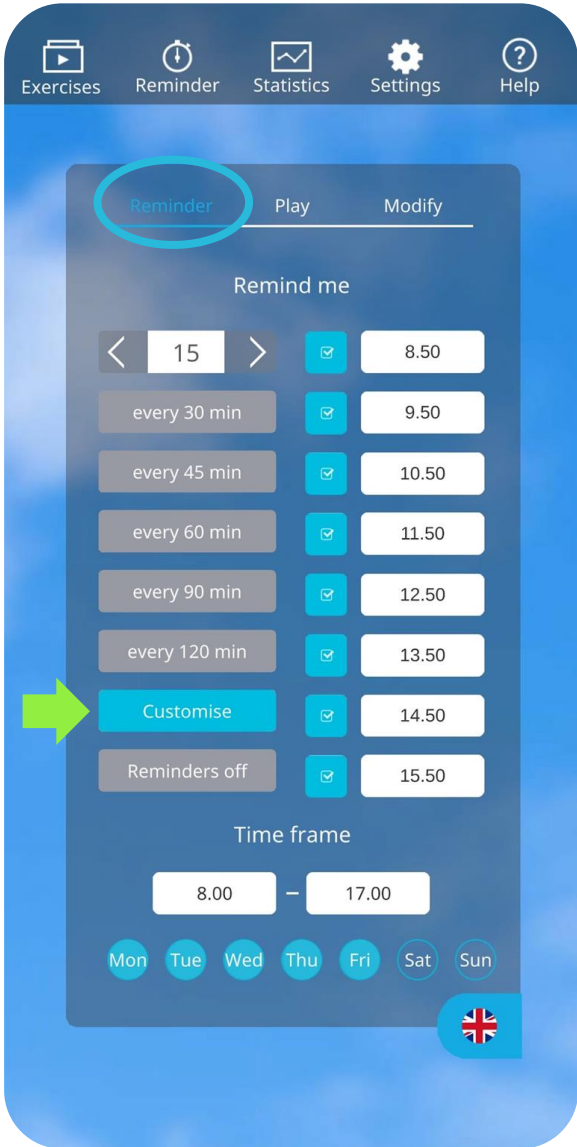 Exercises Reminder Statistics Settings Help
Reminder Play Modify
Remind me
15 8.50
every 30 min 9.50
every 45 min 10.50
every 60 min 11.50
every 90 min 12.50
every 120 min 13.50
Customise 14.50
Reminders off 15.50
Time frame
8.00 – 17.00
Mon Tue Wed Thu Fri Sat Sun